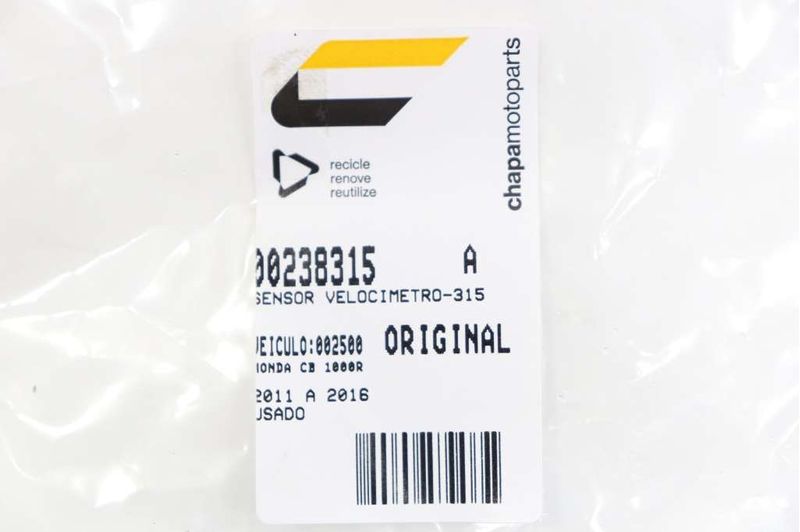 chapamotoparts
recicle
renove
reutilize
00238315 A
SENSOR VELOCIMETRO-315
VEICULO:002500 ORIGINAL
HONDA CB 1000R
2011 A 2016
USADO